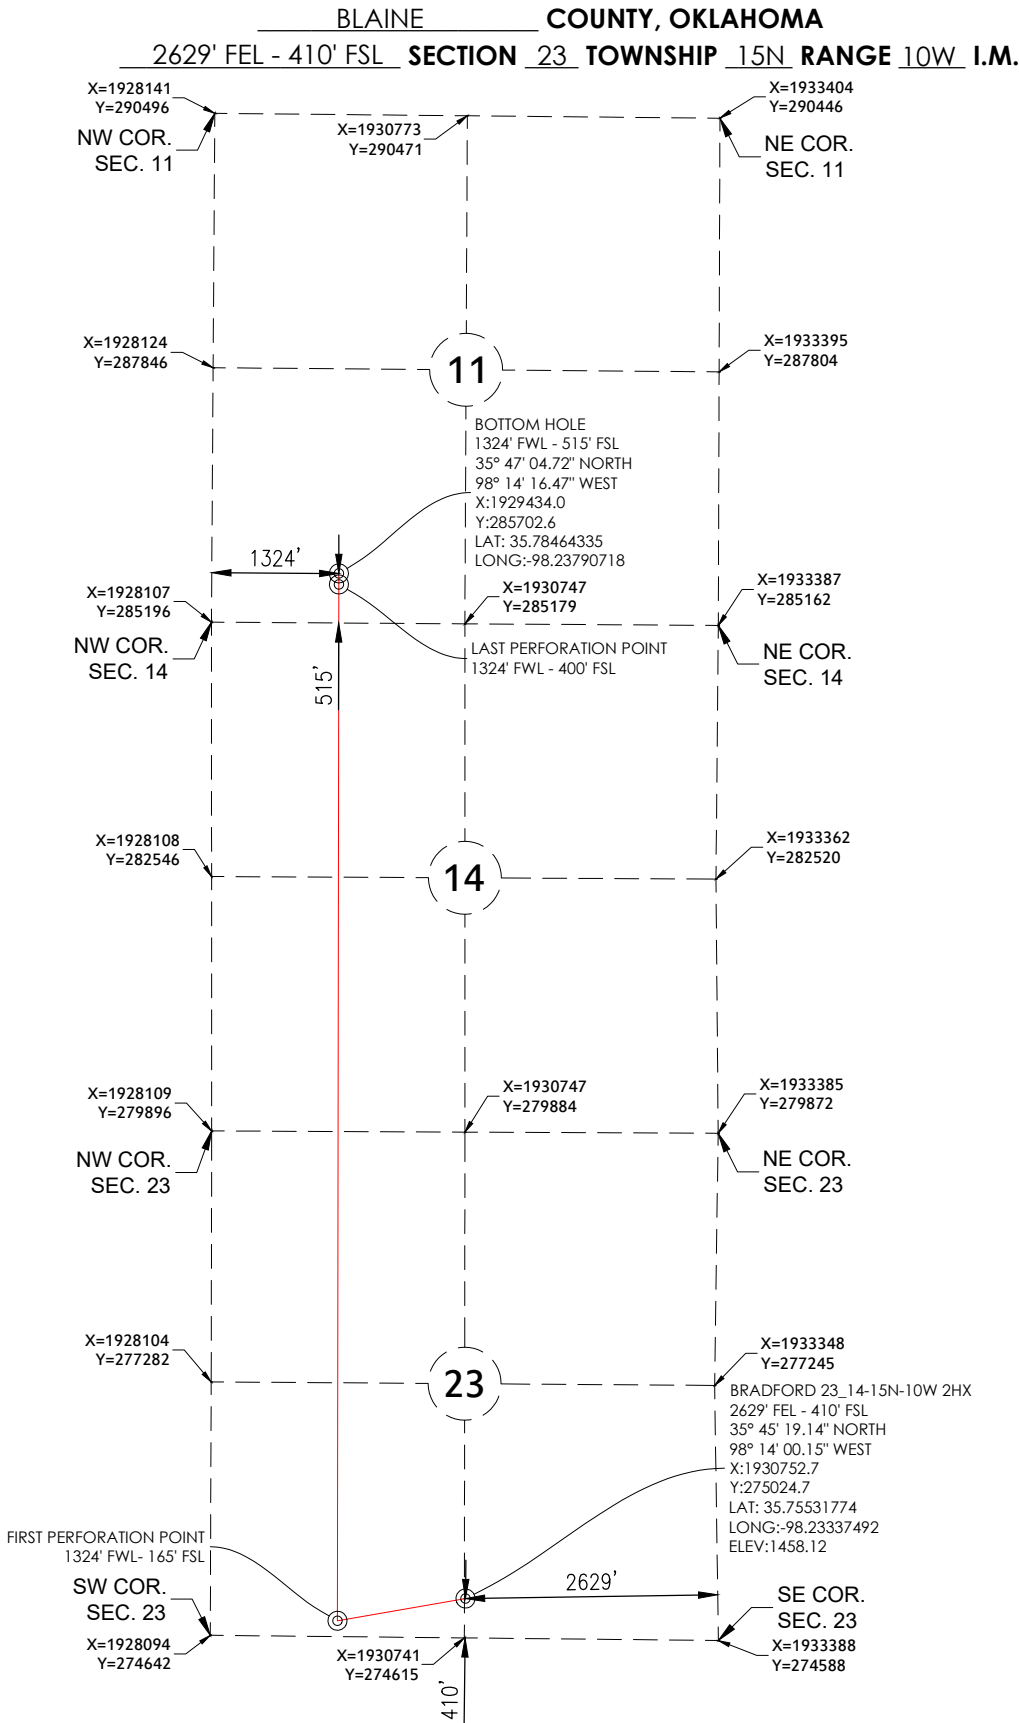 BLAINE COUNTY, OKLAHOMA
2629' FEL - 410' FSL SECTION 23 TOWNSHIP 15N RANGE 10W I.M.
X=1928141
Y=290496
NW COR.
SEC. 11
X=1930773
Y=290471
X=1933404
Y=290446
NE COR.
SEC. 11
X=1928124
Y=287846
11
X=1933395
Y=287804
BOTTOM HOLE
1324' FWL - 515' FSL
35° 47' 04.72" NORTH
98° 14' 16.47" WEST
X:1929434.0
Y:285702.6
LAT: 35.78464335
LONG:-98.23790718
1324'
X=1928107
Y=285196
NW COR.
SEC. 14
X=1930747
Y=285179
X=1933387
Y=285162
NE COR.
SEC. 14
LAST PERFORATION POINT
1324' FWL - 400' FSL
515'
X=1928108
Y=282546
14
X=1933362
Y=282520
X=1928109
Y=279896
NW COR.
SEC. 23
X=1930747
Y=279884
X=1933385
Y=279872
NE COR.
SEC. 23
X=1928104
Y=277282
23
X=1933348
Y=277245
BRADFORD 23_14-15N-10W 2HX
2629' FEL - 410' FSL
35° 45' 19.14" NORTH
98° 14' 00.15" WEST
X:1930752.7
Y:275024.7
LAT: 35.75531774
LONG:-98.23337492
ELEV:1458.12
FIRST PERFORATION POINT
1324' FWL- 165' FSL
2629'
SW COR.
SEC. 23
X=1928094
Y=274642
X=1930741
Y=274615
410'
SE COR.
SEC. 23
X=1933388
Y=274588